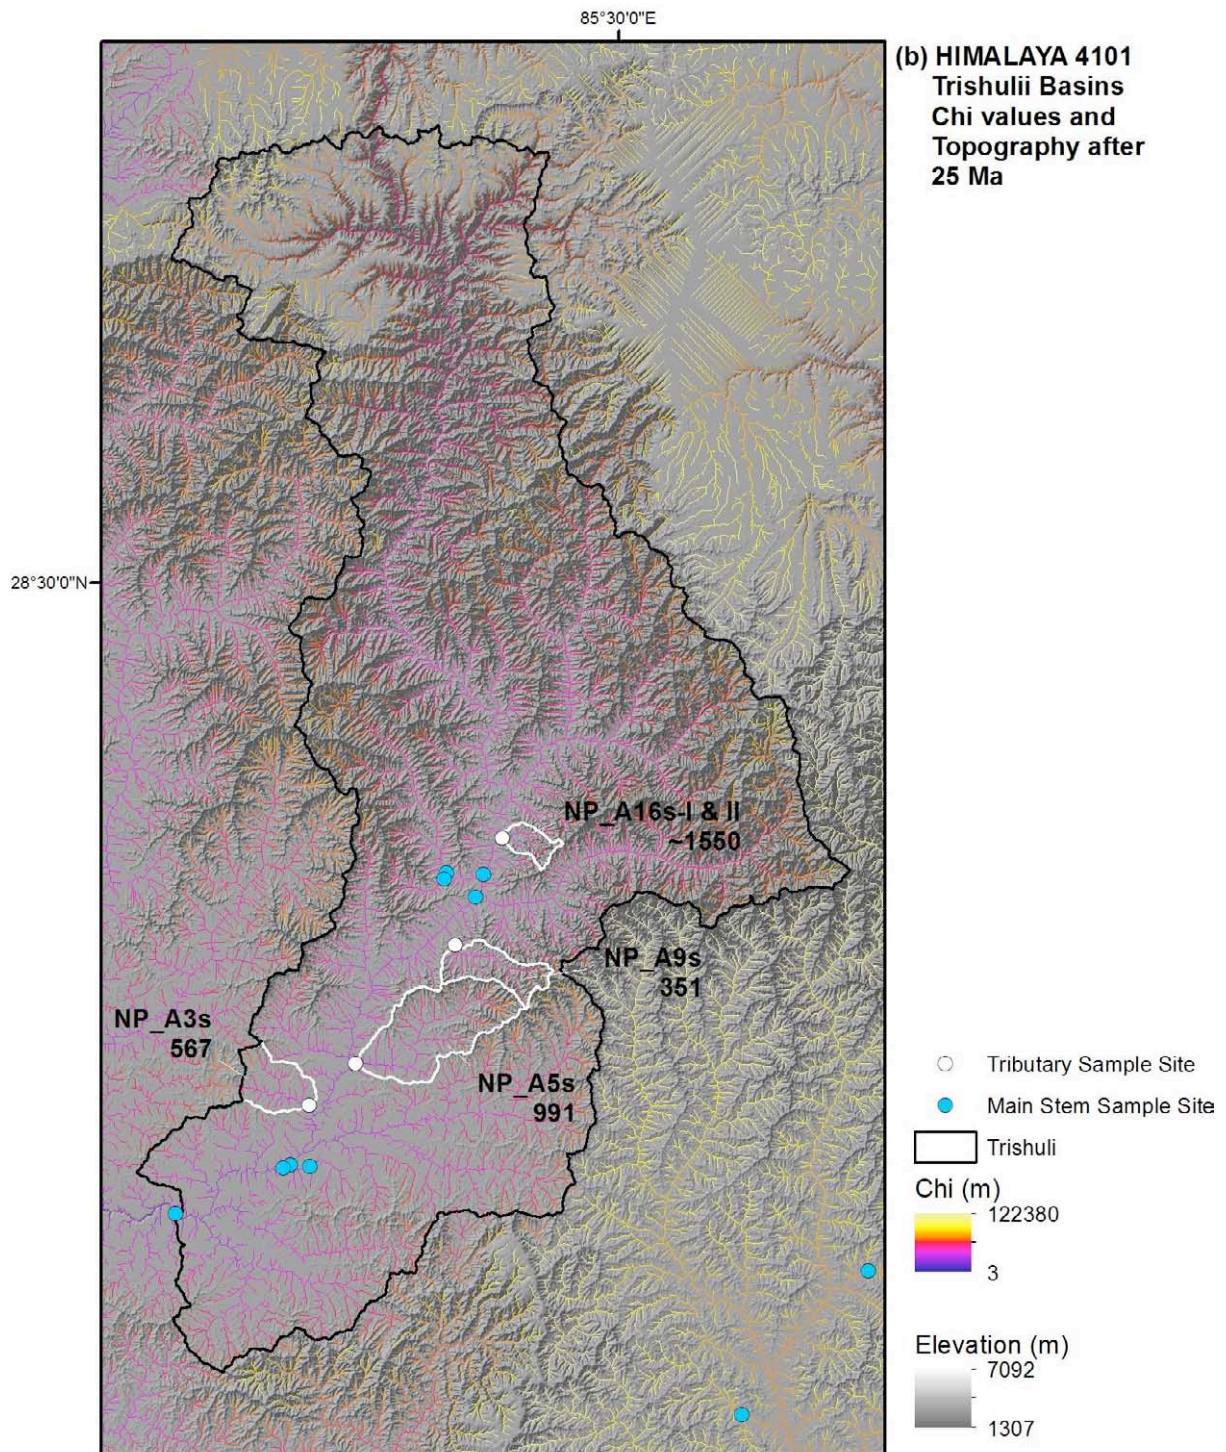 85°30'0"E
(b) HIMALAYA 4101
Trishulii Basins
Chi values and
Topography after
25 Ma
28°30'0"N
NP_A16s-I & II
~1550
NP_A9s
351
NP_A3s
567
NP_A5s
991
Tributary Sample Site
Main Stem Sample Site
Trishuli
Chi (m)
122380
3
Elevation (m)
7092
1307